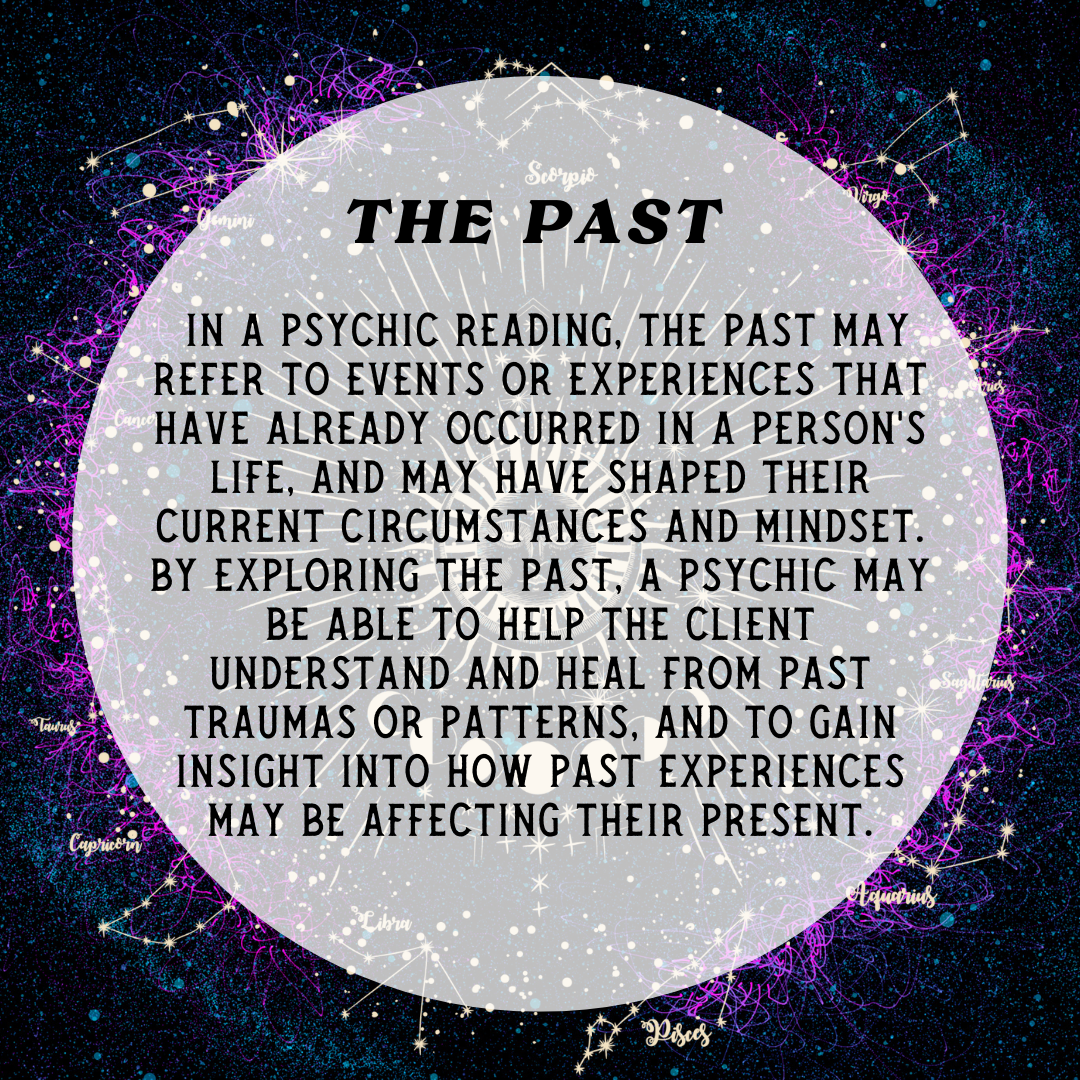 Scorpio
Virgo
Gemini
THE PAST
IN A PSYCHIC READING, THE PAST MAY
REFER TO EVENTS OR EXPERIENCES THAT
HAVE ALREADY OCCURRED IN A PERSON'S
LIFE, AND MAY HAVE SHAPED THEIR
CURRENT CIRCUMSTANCES AND MINDSET.
BY EXPLORING THE PAST, A PSYCHIC MAY
BE ABLE TO HELP THE CLIENT
UNDERSTAND AND HEAL FROM PAST
TRAUMAS OR PATTERNS, AND TO GAIN
INSIGHT INTO HOW PAST EXPERIENCES
MAY BE AFFECTING THEIR PRESENT.
Cancer
Sagittarius
Taurus
Capricorn
Aquarius
Libra
Pisces